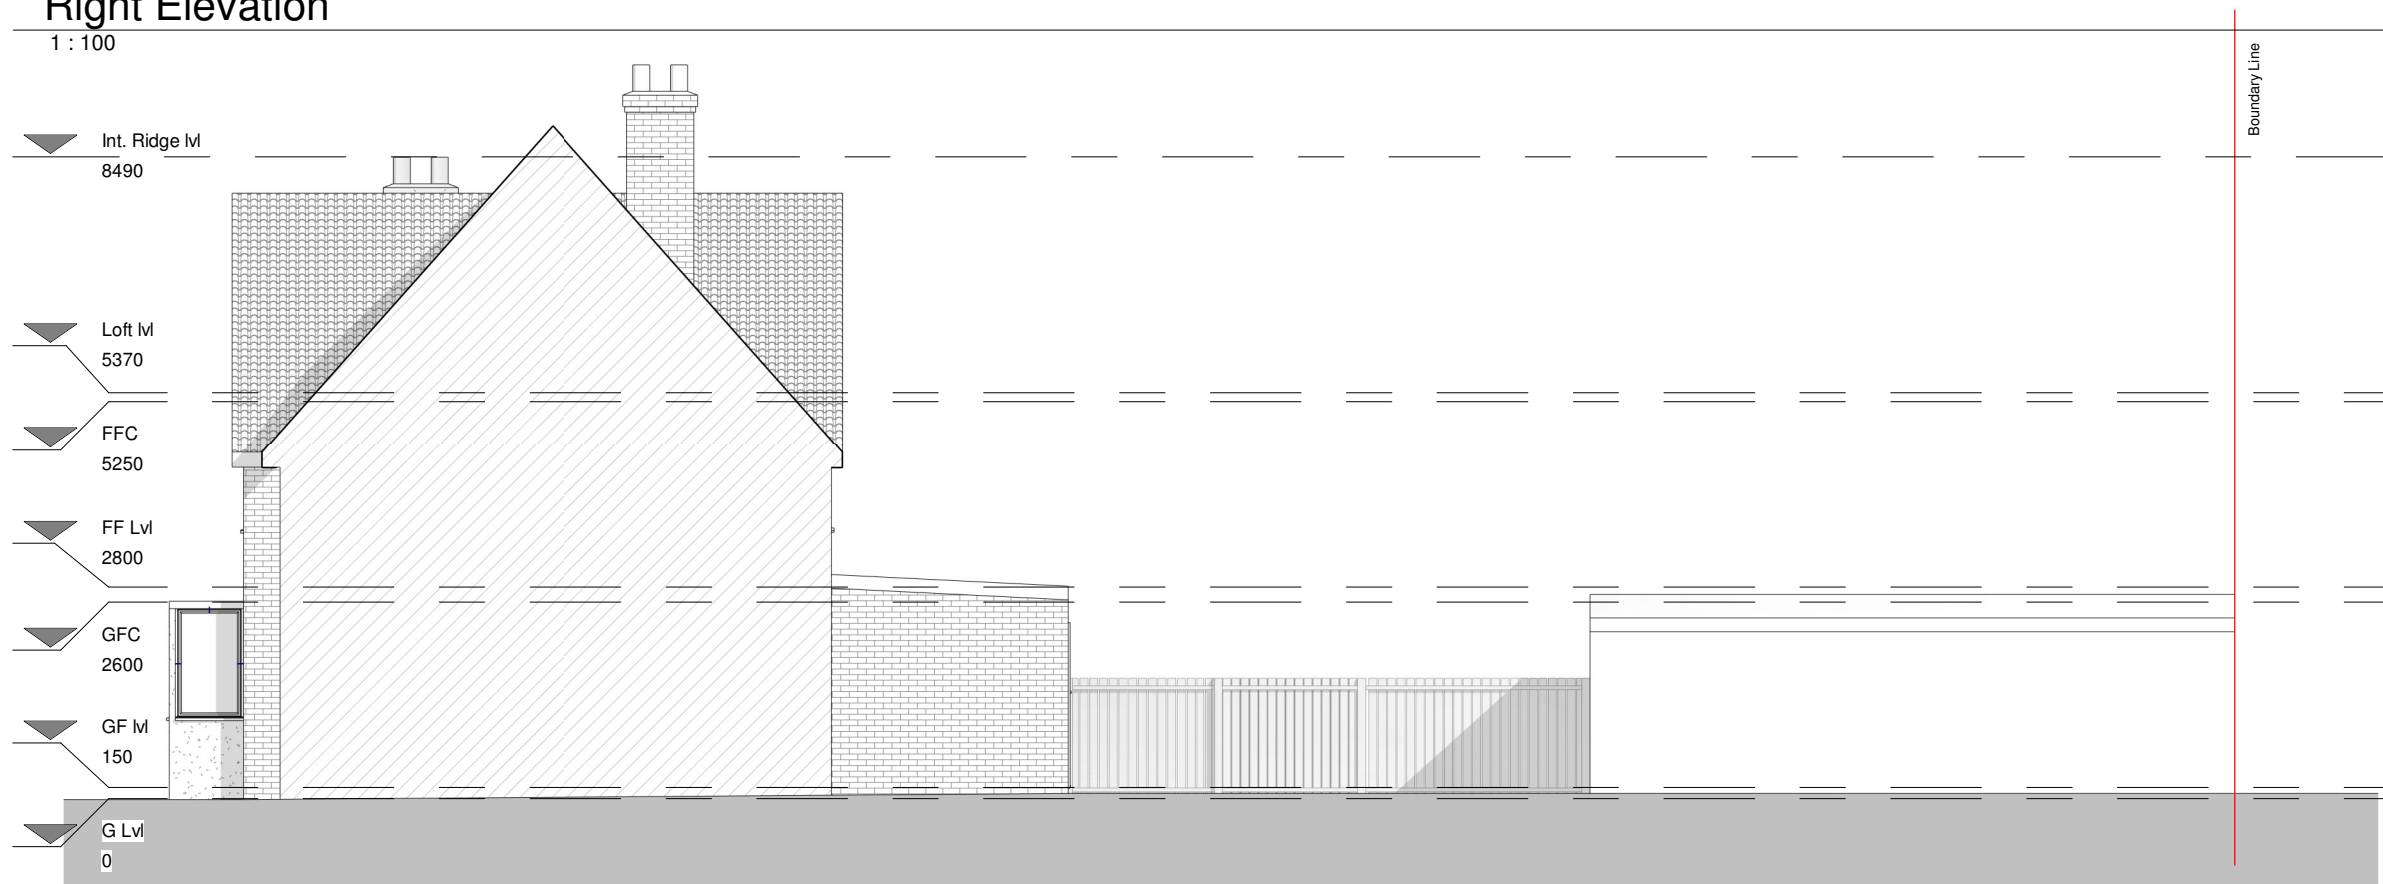 Right Elevation
1 : 100
Boundary Line
Int. Ridge lvl
8490
Loft lvl
5370
FFC
5250
FF Lvl
2800
GFC
2600
GF lvl
150
G Lvl
0